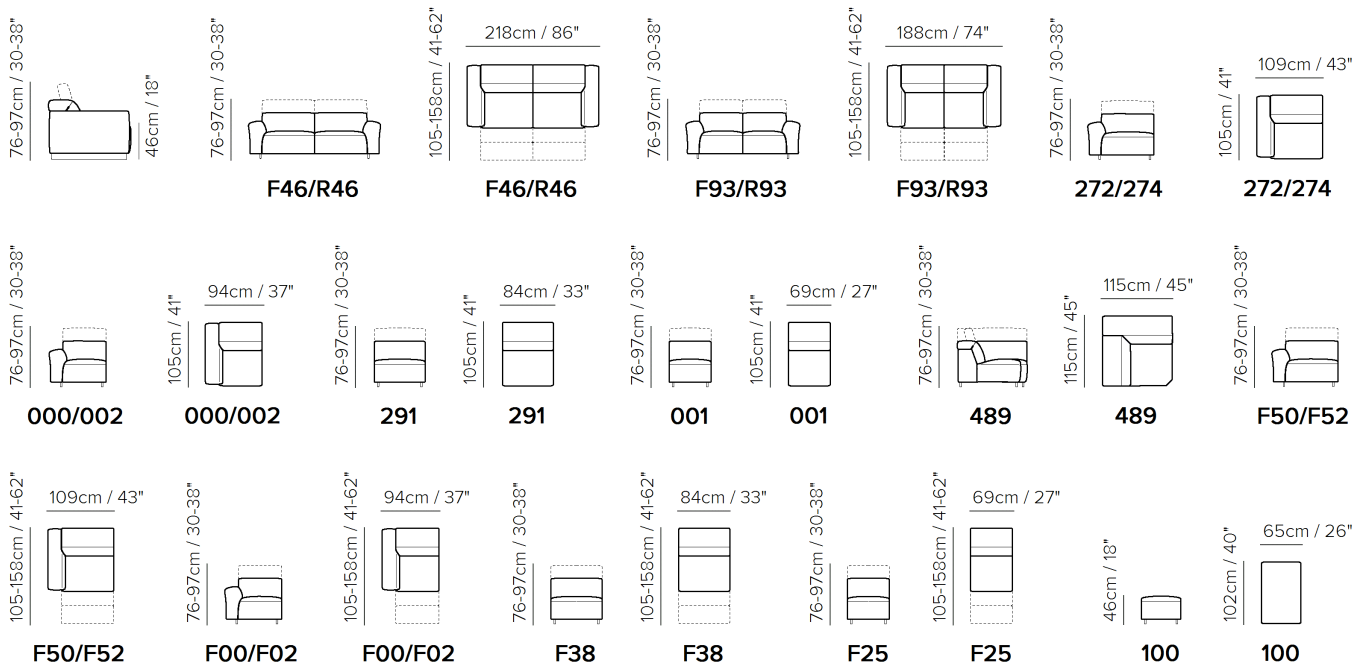 76-97cm / 30-38"
46cm / 18"
76-97cm / 30-38"
F46/R46
105-158cm / 41-62"
218cm / 86"
F46/R46
76-97cm / 30-38"
F93/R93
105-158cm / 41-62"
188cm / 74"
F93/R93
76-97cm / 30-38"
272/274
105cm / 41"
109cm / 43"
272/274
76-97cm / 30-38"
000/002
105cm / 41"
94cm / 37"
000/002
76-97cm / 30-38"
291
105cm / 41"
84cm / 33"
291
76-97cm / 30-38"
001
105cm / 41"
69cm / 27"
001
76-97cm / 30-38"
489
115cm / 45"
115cm / 45"
489
76-97cm / 30-38"
F50/F52
105-158cm / 41-62"
109cm / 43"
F50/F52
76-97cm / 30-38"
F00/F02
105-158cm / 41-62"
94cm / 37"
F00/F02
76-97cm / 30-38"
F38
105-158cm / 41-62"
84cm / 33"
F38
76-97cm / 30-38"
F25
105-158cm / 41-62"
69cm / 27"
F25
46cm / 18"
100
102cm / 40"
65cm / 26"
100